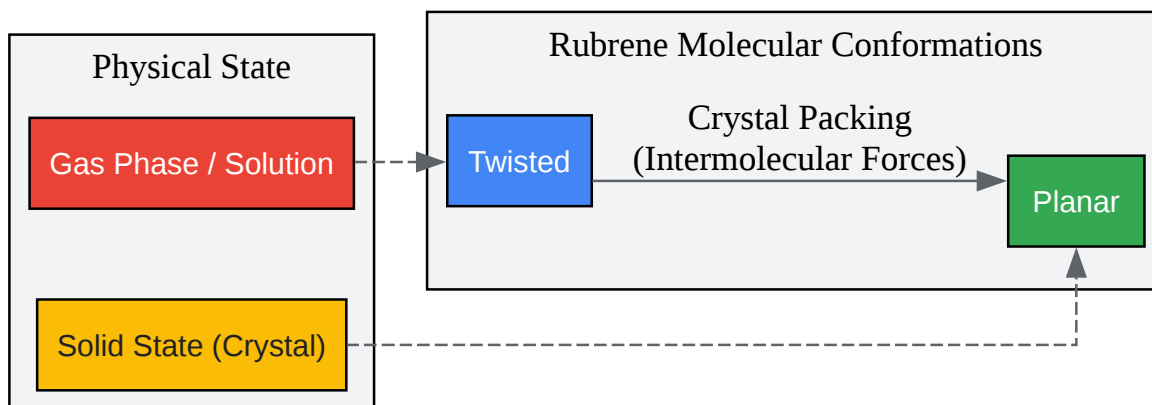 Physical State
Gas Phase / Solution
Solid State (Crystal)
Rubrene Molecular Conformations
Twisted
Crystal Packing
(Intermolecular Forces)
Planar